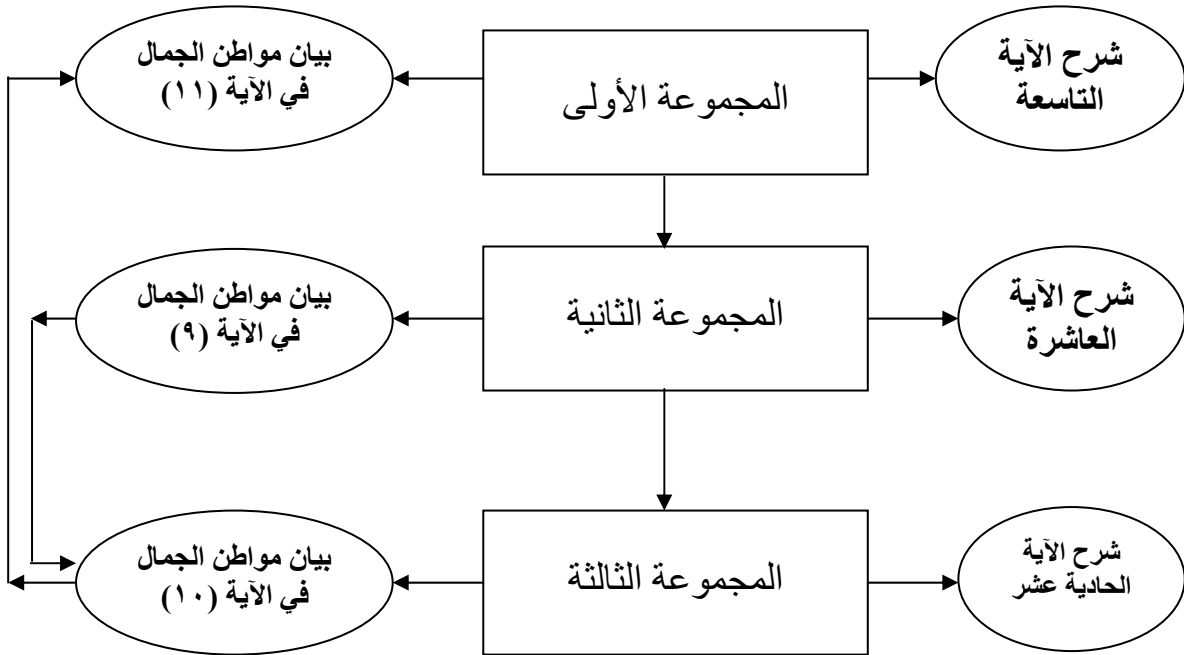 شرح الآية
التاسعة
المجموعة الأولى
بيان مواطن الجمال
في الآية (١١)
شرح الآية
العاشرة
المجموعة الثانية
بيان مواطن الجمال
في الآية (٩)
شرح الآية
الحادية عشر
المجموعة الثالثة
بيان مواطن الجمال
في الآية (١٠)